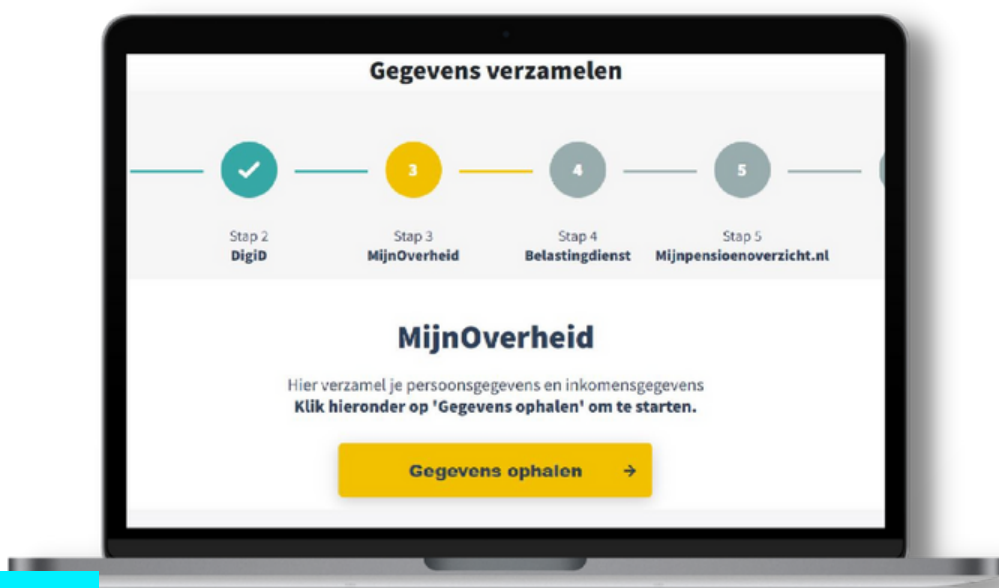 Gegevens verzamelen
3
4
5
Stap 2
Stap 3
Stap 4
Stap 5
DigiD
MijnOverheid
Belastingdienst
Mijnpensioenoverzicht.nl
MijnOverheid
Hier verzamel je persoonsgegevens en inkomensgegevens
Klik hieronder op 'Gegevens ophalen' om te starten.
Gegevens ophalen →